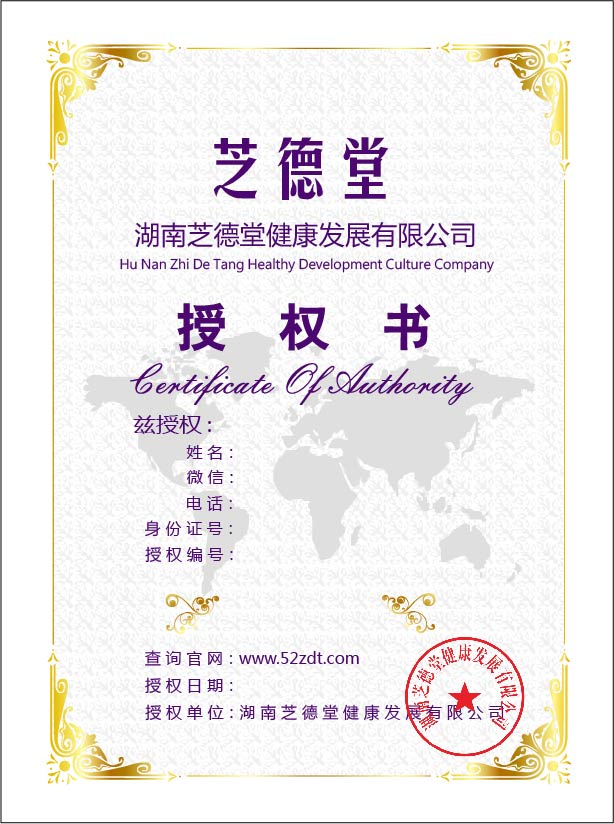 芝德堂
湖南芝德堂健康发展有限公司
Hu Nan Zhi De Tang Healthy Development Culture Company
授权书
Certificate Of Authority
兹授权：
姓名：
微信：
电话：
身份证号：
授权编号：
查询官网：www.52zdt.com
授权日期：
授权单位：湖南芝德堂健康发展有限公司
湖南芝德堂健康发展有限公司